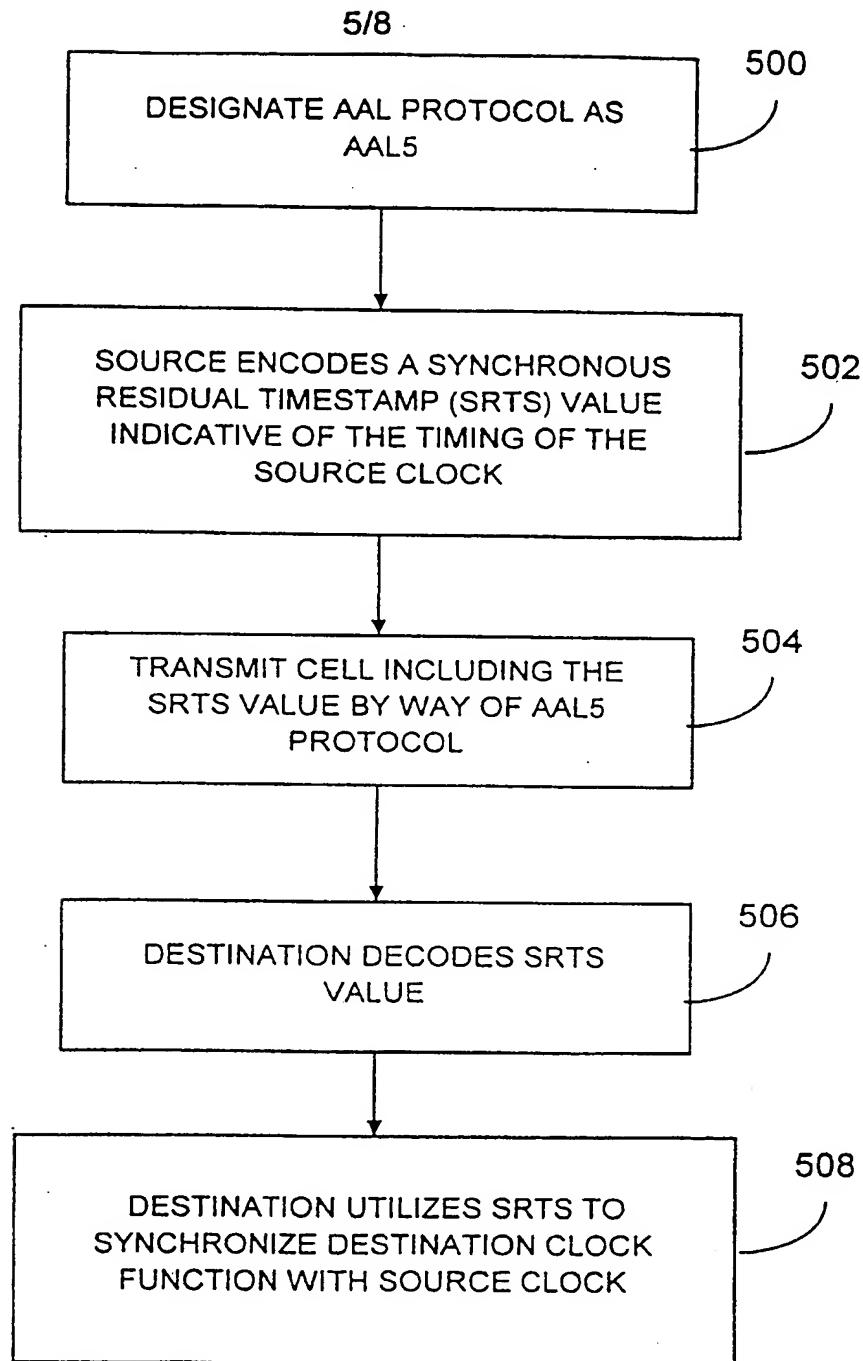 5/8
500
DESIGNATE AAL PROTOCOL AS
AAL5
502
SOURCE ENCODES A SYNCHRONOUS
RESIDUAL TIMESTAMP (SRTS) VALUE
INDICATIVE OF THE TIMING OF THE
SOURCE CLOCK
504
TRANSMIT CELL INCLUDING THE
SRTS VALUE BY WAY OF AAL5
PROTOCOL
506
DESTINATION DECODES SRTS
VALUE
508
DESTINATION UTILIZES SRTS TO
SYNCHRONIZE DESTINATION CLOCK
FUNCTION WITH SOURCE CLOCK